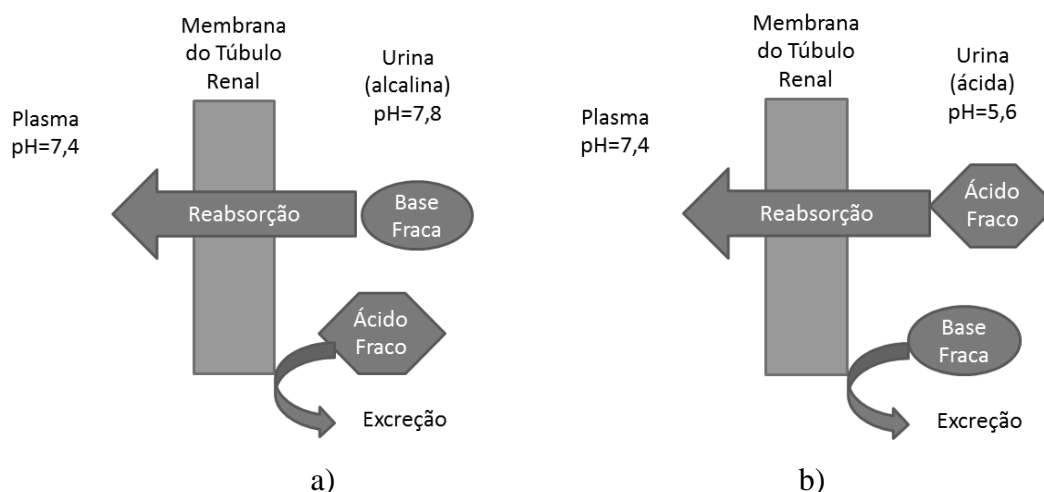 Membrana
do Túbulo
Renal
Urina
(alcalina)
pH=7,8
Plasma
pH=7,4
Reabsorção
Base
Fraca
Ácido
Fraco
Excreção
a)
Membrana
do Túbulo
Renal
Urina
(ácida)
pH=5,6
Plasma
pH=7,4
Reabsorção
Ácido
Fraco
Base
Fraca
Excreção
b)